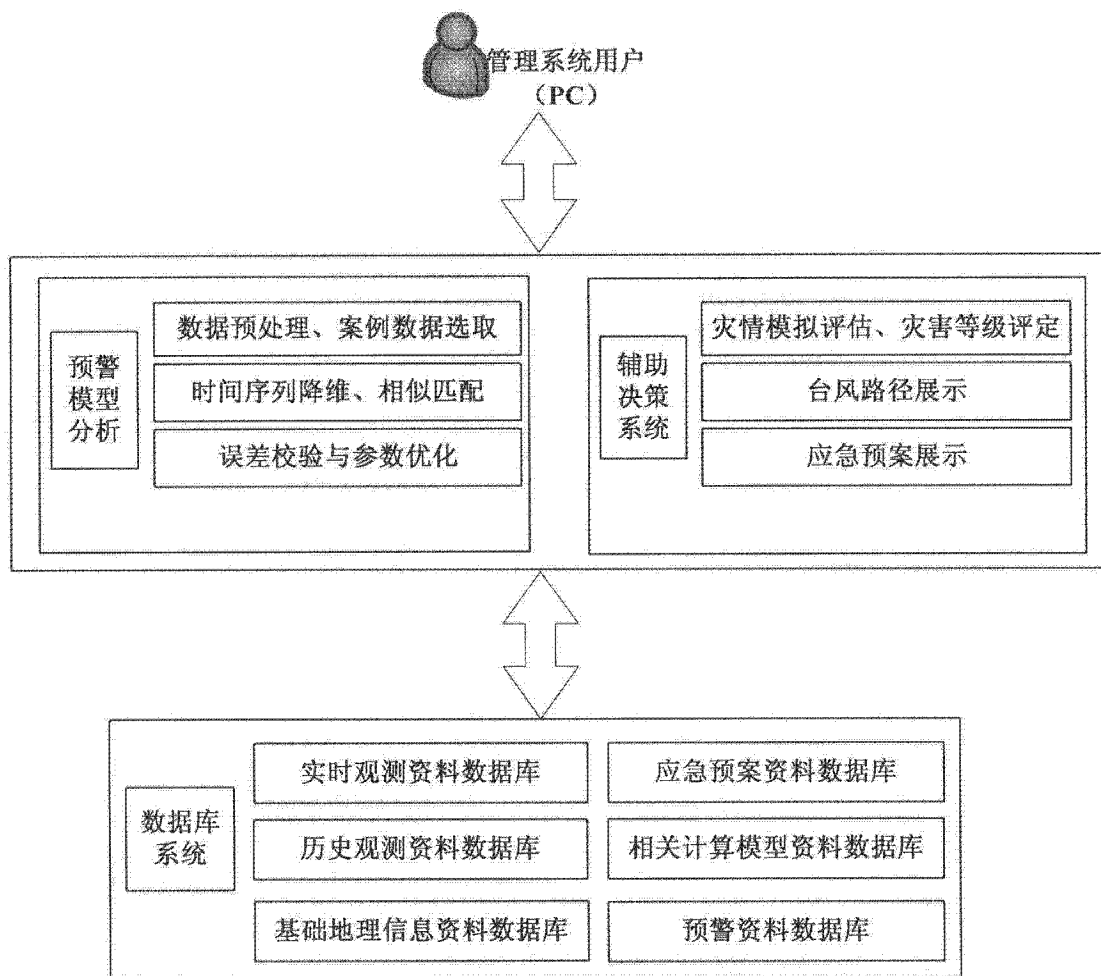 管理系统用户
（PC）
预警
模型
分析
数据预处理、案例数据选取
时间序列降维、相似匹配
误差校验与参数优化
辅助
决策
系统
灾情模拟评估、灾害等级评定
台风路径展示
应急预案展示
数据库
系统
实时观测资料数据库
应急预案资料数据库
历史观测资料数据库
相关计算模型资料数据库
基础地理信息资料数据库
预警资料数据库